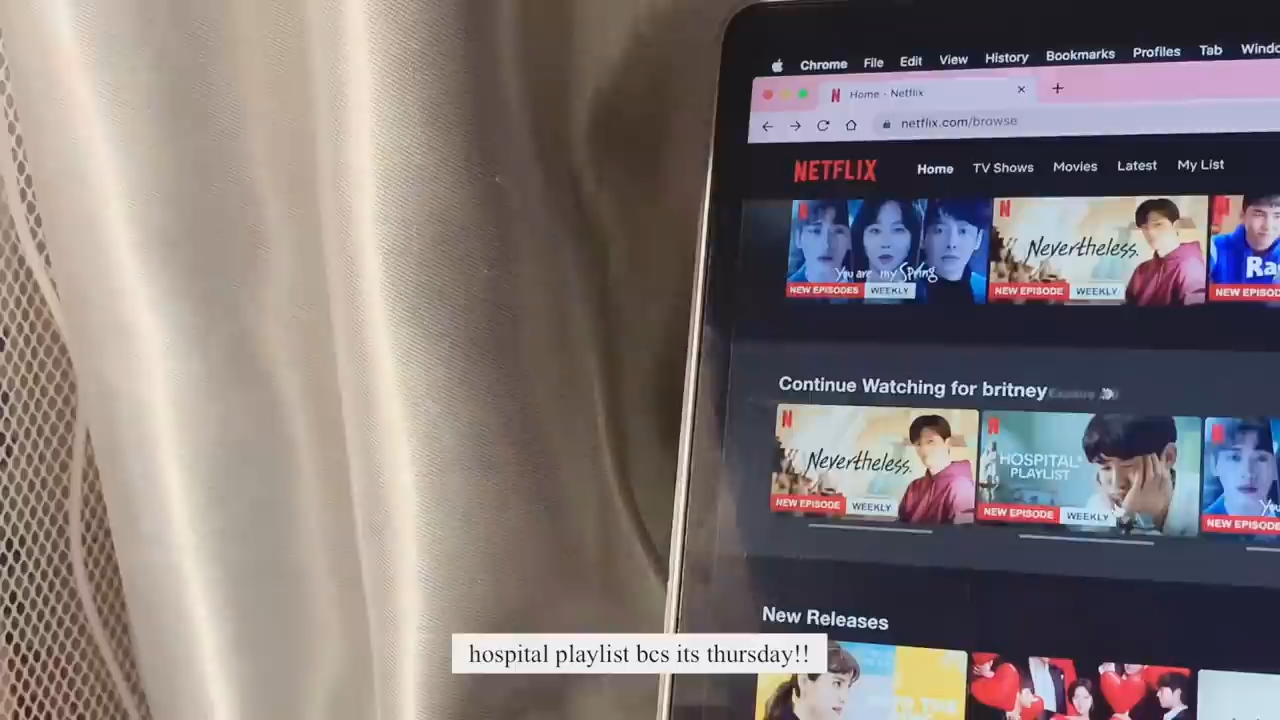 Chrome File Edit View History Bookmarks Profiles Tab
Home - Netflix
netflix.com/browse
NETFLIX Home TV Shows Movies Latest My List
You are my Spring
NEW EPISODES WEEKLY
Nevertheless.
NEW EPISODE WEEKLY
Continue Watching for britney
Nevertheless.
NEW EPISODE WEEKLY
HOSPITAL
PLAYLIST
NEW EPISODE WEEKLY
New Releases
hospital playlist bcs its thursday!!